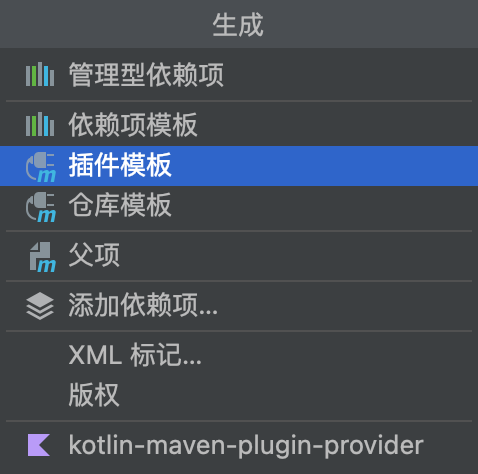 生成
管理型依赖项
依赖项模板
插件模板
仓库模板
父项
添加依赖项...
XML 标记...
版权
kotlin-maven-plugin-provider